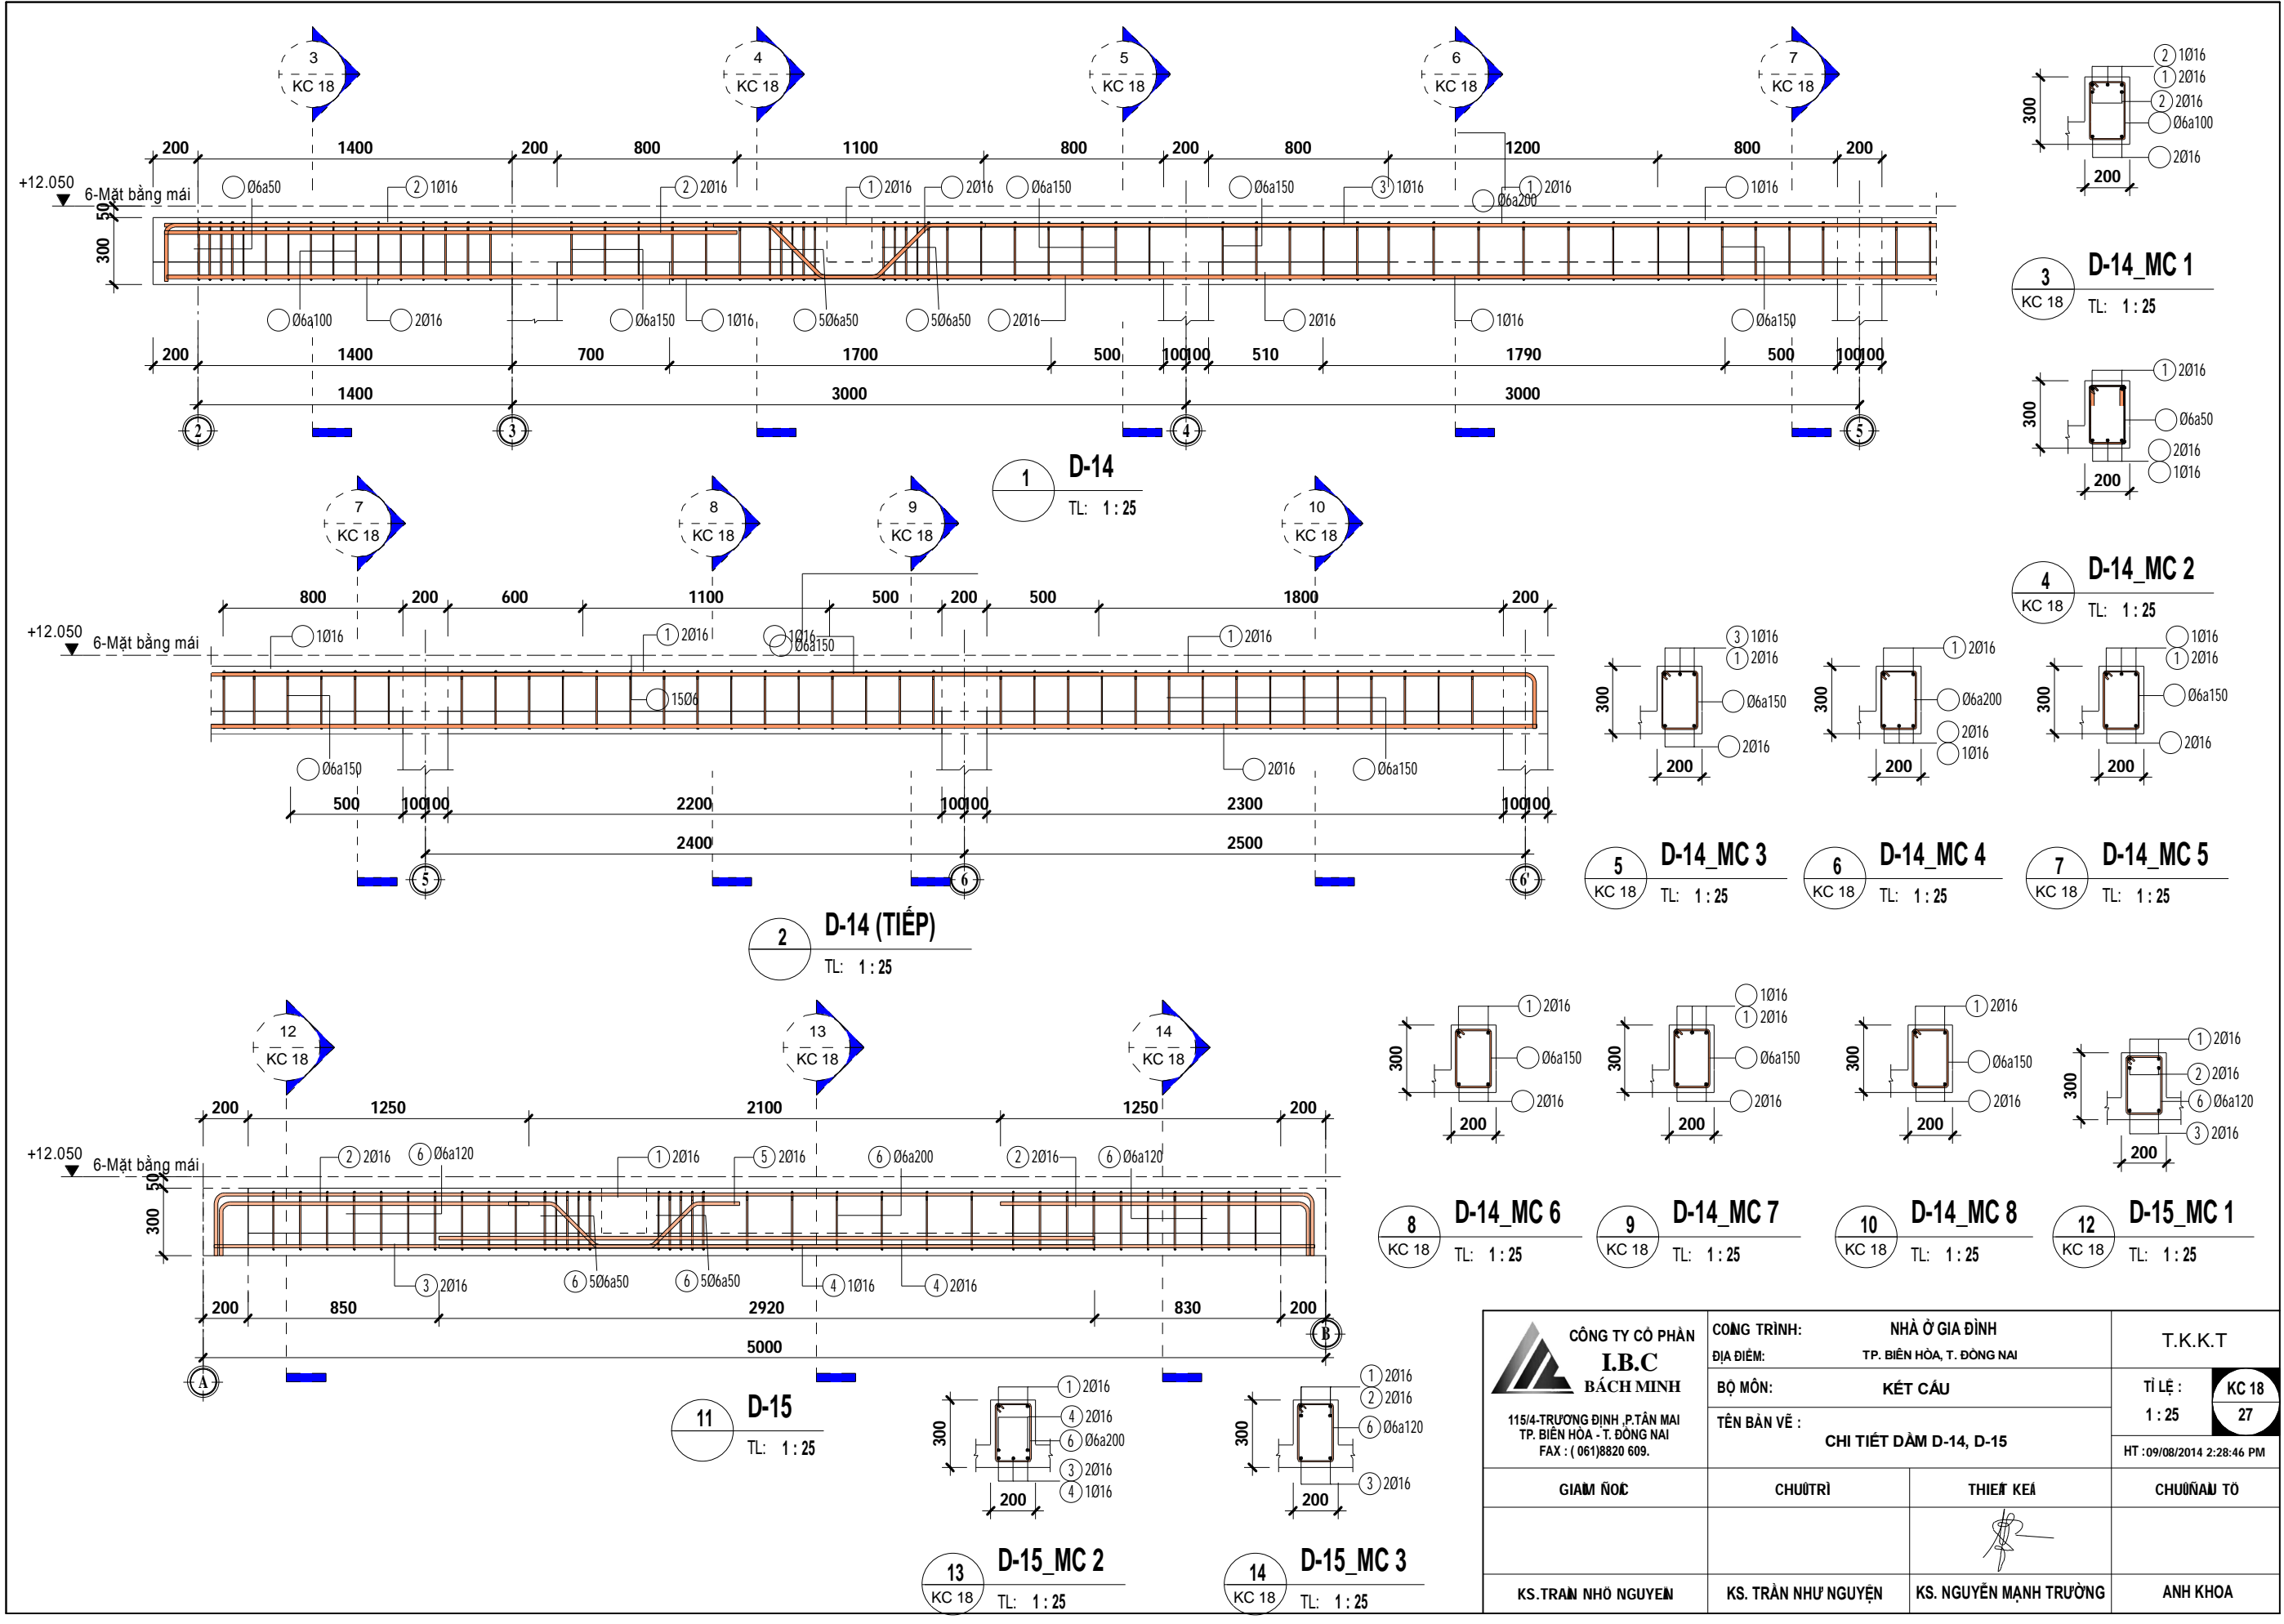 3
KC 18
4
KC 18
5
KC 18
6
KC 18
7
KC 18
200 1400 200 800 1100 800 200 800 1200 800 200
+12.050
6-Mặt bằng mái
50
300
Ø6a50
2 1Ø16
2 2Ø16
1 2Ø16
2Ø16
Ø6a150
Ø6a150
3 1Ø16
Ø6a200
1 2Ø16
1Ø16
Ø6a100
2Ø16
Ø6a150
1Ø16
5Ø6a50
5Ø6a50
2Ø16
2Ø16
1Ø16
Ø6a150
200 1400 700 1700 500 100 100 510 1790 500 100 100
1400 3000 3000
2 3 4 5
1
D-14
TL: 1 : 25
2 1Ø16
1 2Ø16
2 2Ø16
Ø6a100
2Ø16
300
200
3
KC 18
D-14_MC 1
TL: 1 : 25
1 2Ø16
Ø6a50
2Ø16
1Ø16
300
200
4
KC 18
D-14_MC 2
TL: 1 : 25
7
KC 18
8
KC 18
9
KC 18
10
KC 18
800 200 600 1100 500 200 500 1800 200
+12.050
6-Mặt bằng mái
1Ø16
1 2Ø16
1Ø16
Ø6a150
1 2Ø16
15Ø6
Ø6a150
2Ø16
Ø6a150
500 100 100 2200 100 100 2300 100 100
2400 2500
5 6 6'
2
D-14 (TIẾP)
TL: 1 : 25
3 1Ø16
1 2Ø16
Ø6a150
2Ø16
300
200
5
KC 18
D-14_MC 3
TL: 1 : 25
1 2Ø16
Ø6a200
2Ø16
1Ø16
300
200
6
KC 18
D-14_MC 4
TL: 1 : 25
1Ø16
1 2Ø16
Ø6a150
2Ø16
300
200
7
KC 18
D-14_MC 5
TL: 1 : 25
12
KC 18
13
KC 18
14
KC 18
200 1250 2100 1250 200
+12.050
6-Mặt bằng mái
50
300
2 2Ø16
6 Ø6a120
1 2Ø16
5 2Ø16
6 Ø6a200
2 2Ø16
6 Ø6a120
3 2Ø16
6 5Ø6a50
6 5Ø6a50
4 1Ø16
4 2Ø16
200 850 2920 830 200
5000
A B
11
D-15
TL: 1 : 25
1 2Ø16
Ø6a150
2Ø16
300
200
8
KC 18
D-14_MC 6
TL: 1 : 25
1Ø16
1 2Ø16
Ø6a150
2Ø16
300
200
9
KC 18
D-14_MC 7
TL: 1 : 25
1 2Ø16
Ø6a150
2Ø16
300
200
10
KC 18
D-14_MC 8
TL: 1 : 25
1 2Ø16
2 2Ø16
6 Ø6a120
3 2Ø16
300
200
12
KC 18
D-15_MC 1
TL: 1 : 25
1 2Ø16
4 2Ø16
6 Ø6a200
3 2Ø16
4 1Ø16
300
200
13
KC 18
D-15_MC 2
TL: 1 : 25
1 2Ø16
2 2Ø16
6 Ø6a120
3 2Ø16
300
200
14
KC 18
D-15_MC 3
TL: 1 : 25
CÔNG TY CỔ PHẦN
I.B.C
BÁCH MINH
115/4-TRƯƠNG ĐỊNH ,P.TÂN MAI
TP. BIÊN HÒA - T. ĐỒNG NAI
FAX : ( 061)8820 609.
TRÌNH: NHÀ Ở GIA ĐÌNH
ĐỊA ĐIỂM: TP. BIÊN HÒA, T. ĐỒNG NAI
BỘ MÔN: KẾT CẤU
TÊN BẢN VẼ :
CHI TIẾT DẦM D-14, D-15
T.K.K.T
TỈ LỆ :
1 : 25
KC 18
27
HT :09/08/2014 2:28:46 PM
KS. TRẦN NHƯ NGUYỆN
KS. NGUYỄN MẠNH TRƯỜNG
ANH KHOA